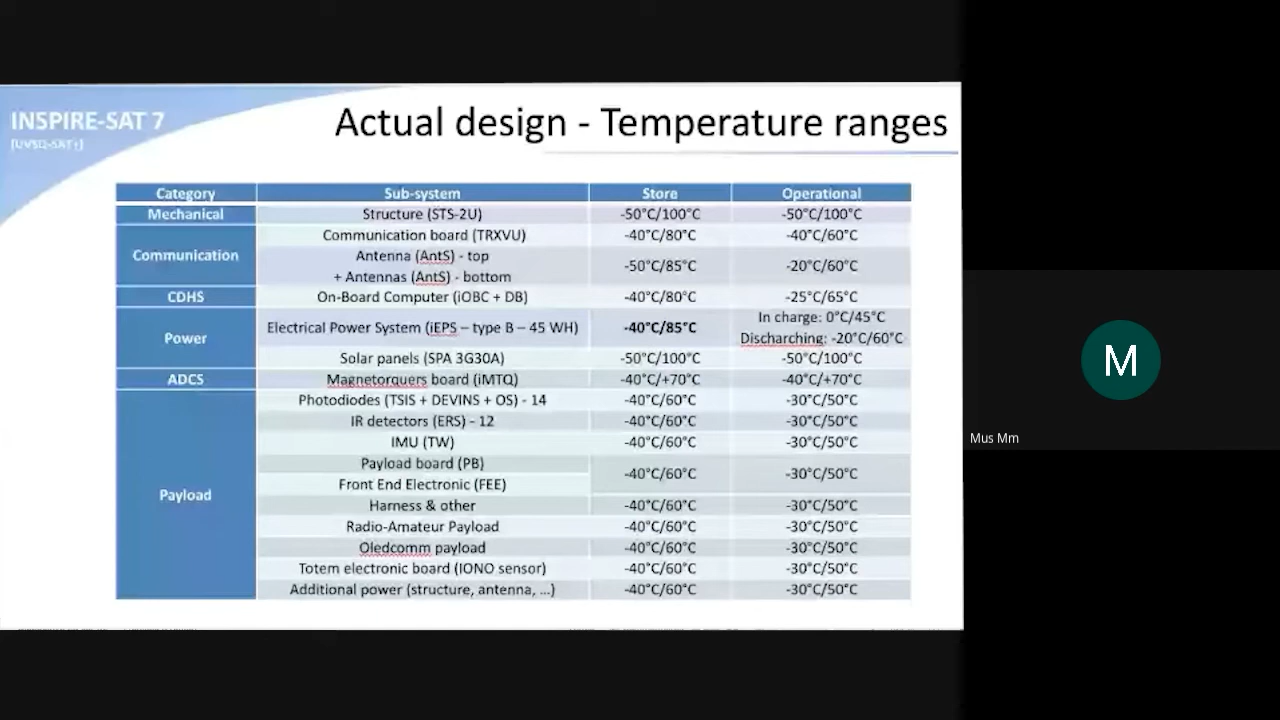 INSPIRE-SAT 7
Actual design - Temperature ranges
Category Sub-system Store Operational
Mechanical Structure (STS-2U) -50°C/100°C -50°C/100°C
Communication Communication board (TRXVU) -40°C/80°C -40°C/60°C
Antenna (AntS) - top
+ Antennas (AntS) - bottom -50°C/85°C -20°C/60°C
CDHS On-Board Computer (iOBC + DB) -40°C/80°C -25°C/65°C
Power Electrical Power System (iEPS – type B – 45 WH) -40°C/85°C In charge: 0°C/45°C
Discharching: -20°C/60°C
Solar panels (SPA 3G30A) -50°C/100°C -50°C/100°C
ADCS Magnetorquers board (iMTQ) -40°C/+70°C -40°C/+70°C
Payload Photodiodes (TSIS + DEVINS + OS) - 14 -40°C/60°C -30°C/50°C
IR detectors (ERS) - 12 -40°C/60°C -30°C/50°C
IMU (TW) -40°C/60°C -30°C/50°C
Payload board (PB) -40°C/60°C -30°C/50°C
Front End Electronic (FEE)
Harness & other -40°C/60°C -30°C/50°C
Radio-Amateur Payload -40°C/60°C -30°C/50°C
Oledcomm payload -40°C/60°C -30°C/50°C
Totem electronic board (IONO sensor) -40°C/60°C -30°C/50°C
Additional power (structure, antenna, ...) -40°C/60°C -30°C/50°C
M
Mus Mm